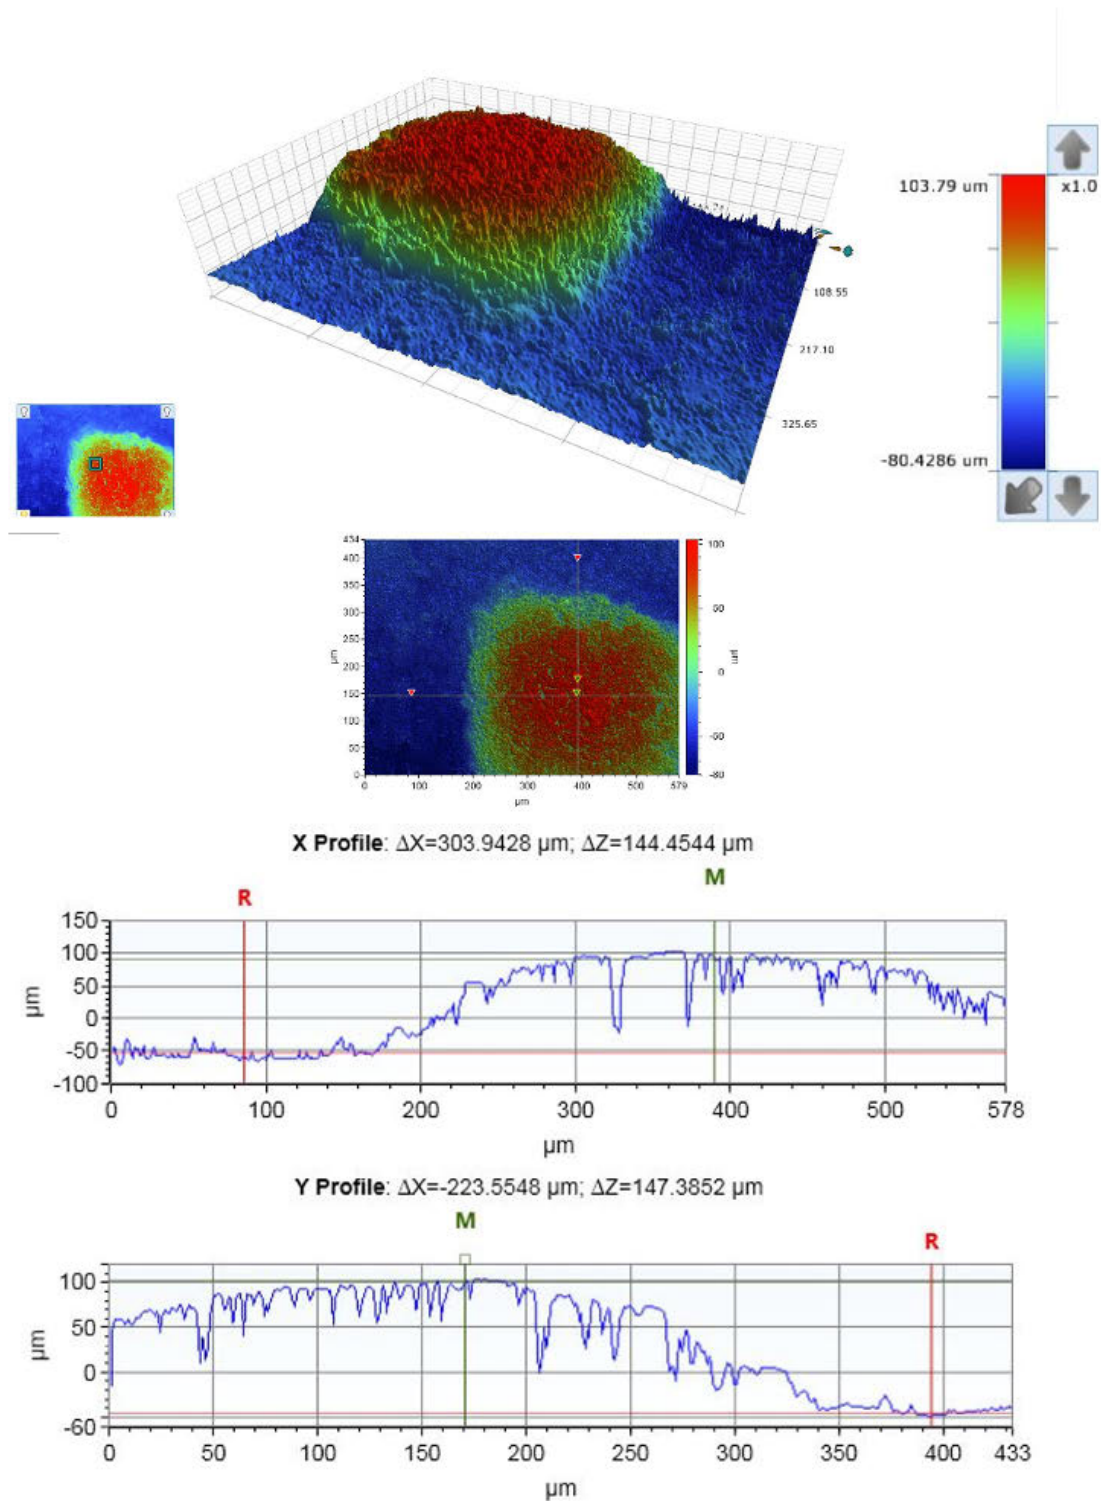 103.79 um
x1.0
108.55
217.10
325.65
-80.4286 um
434
400
350
300
250
200
150
100
50
0
µm
0 100 200 300 400 500 579
µm
100
50
0
-50
-80
µm
X Profile: ΔX=303.9428 µm; ΔZ=144.4544 µm
R
M
150
100
50
0
-50
-100
µm
0 100 200 300 400 500 578
µm
Y Profile: ΔX=-223.5548 µm; ΔZ=147.3852 µm
M
R
100
50
0
-60
µm
0 50 100 150 200 250 300 350 400 433
µm